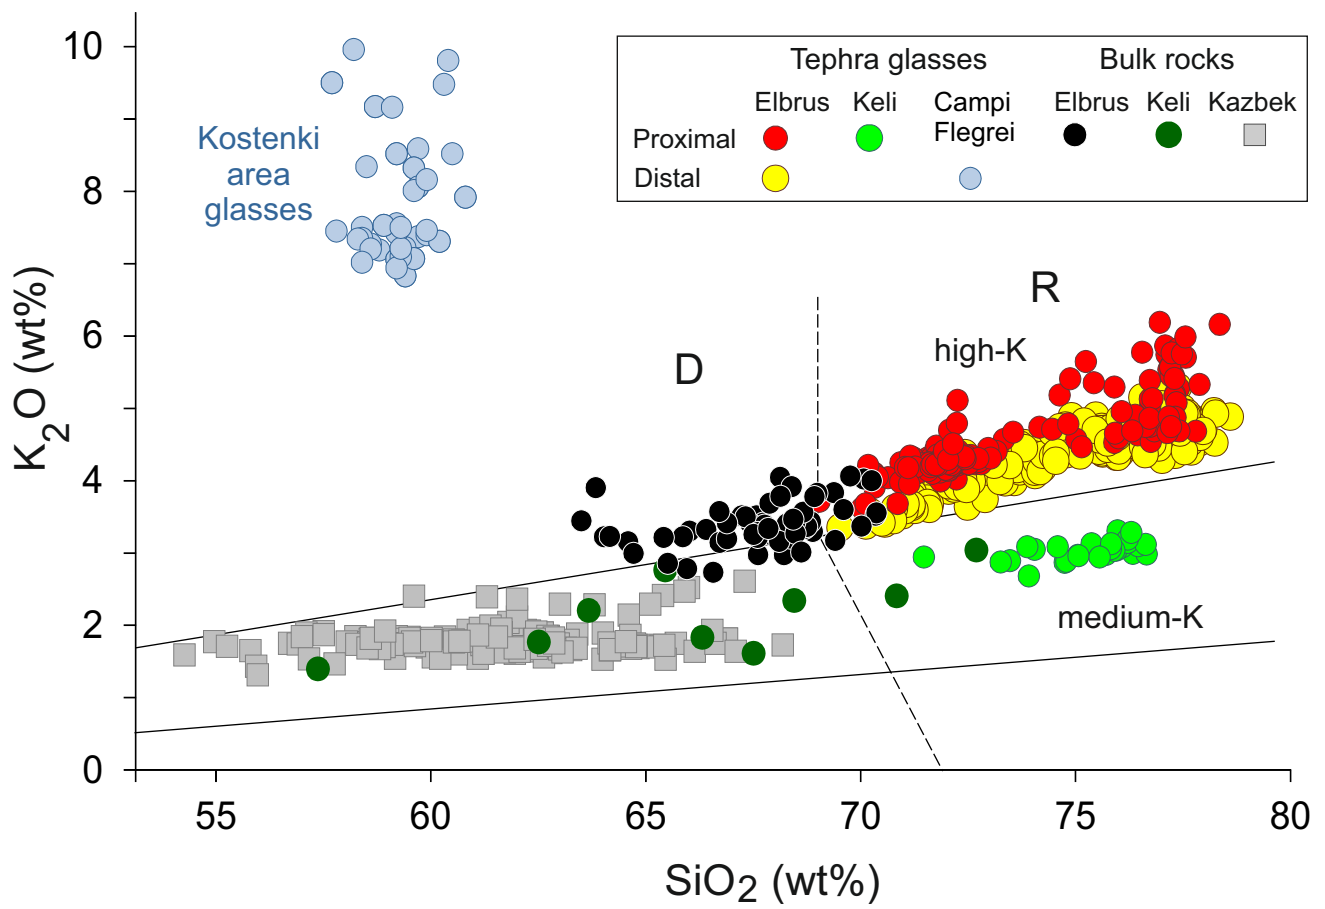 Tephra glasses Bulk rocks
Elbrus Keli Campi Flegrei Elbrus Keli Kazbek
Proximal
Distal
Kostenki
area
glasses
R
high-K
D
medium-K
10
8
6
4
2
0
K2O (wt%)
55 60 65 70 75 80
SiO2 (wt%)